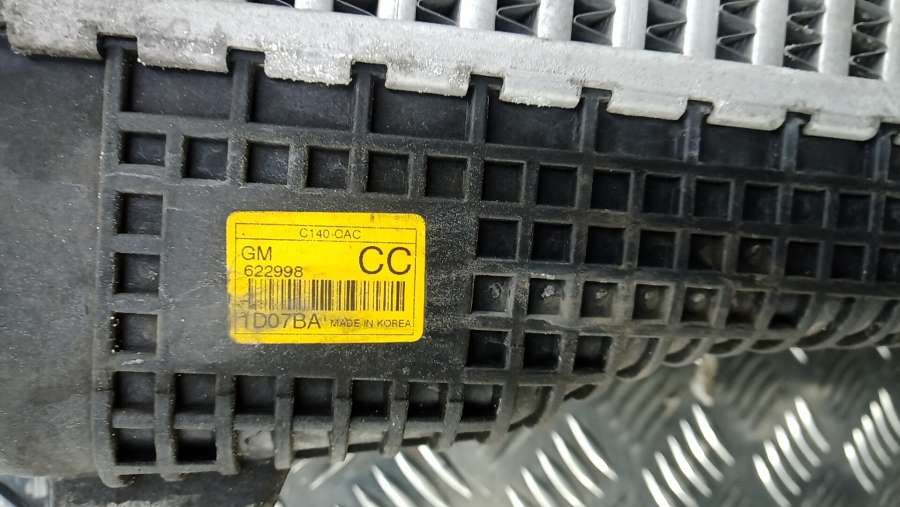 C140-CAC
GM
CC
622998
1D07BA
MADE IN KOREA